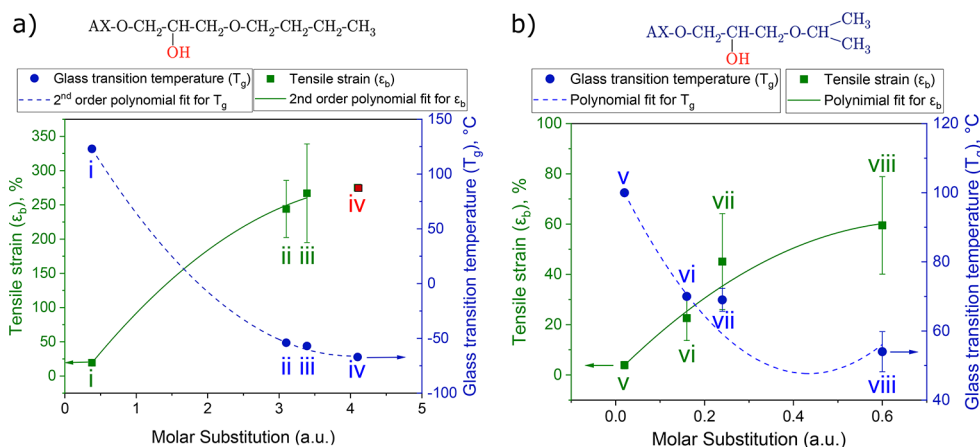 a)
AX-O-CH₂-CH-CH₂-O-CH₂-CH₂-CH₂-CH₃
OH
Glass transition temperature (Tg)
2nd order polynomial fit for Tg
Tensile strain (εb)
2nd order polynomial fit for εb
Tensile strain (εb), %
350
300
250
200
150
100
50
0
150
100
50
0
-50
-100
Glass transition temperature (Tg), °C
i
i
ii
iii
iv
ii
iii
iv
0
1
2
3
4
5
Molar Substitution (a.u.)
b)
AX-O-CH₂-CH-CH₂-O-CH
CH₃
CH₃
OH
Glass transition temperature (Tg)
Polynomial fit for Tg
Tensile strain (εb)
Polynimial fit for εb
Tensile strain (εb), %
100
80
60
40
20
0
120
100
80
60
40
Glass transition temperature (Tg), °C
v
vi
vii
viii
vii
vi
v
viii
0.0
0.2
0.4
0.6
Molar Substitution (a.u.)